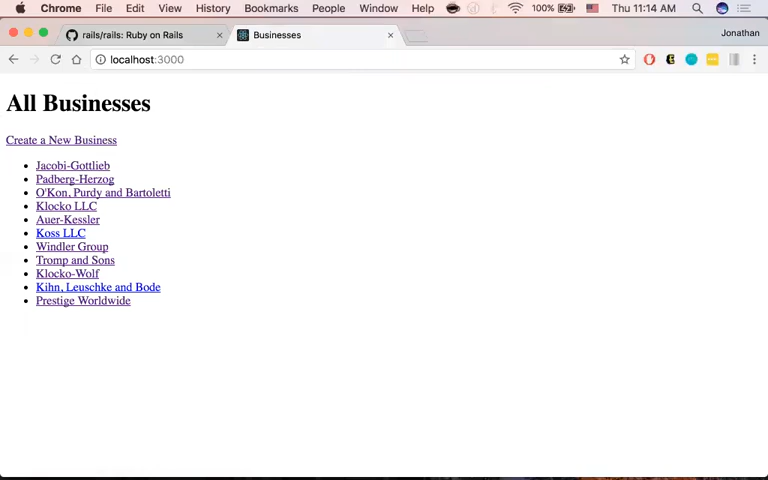 Chrome File Edit View History Bookmarks People Window Help 100% Thu 11:14 AM
rails/rails: Ruby on Rails Businesses Jonathan
localhost:3000
All Businesses
Create a New Business
Jacobi-Gottlieb
Padberg-Herzog
O'Kon, Purdy and Bartoletti
Klocko LLC
Auer-Kessler
Koss LLC
Windler Group
Tromp and Sons
Klocko-Wolf
Kihn, Leuschke and Bode
Prestige Worldwide